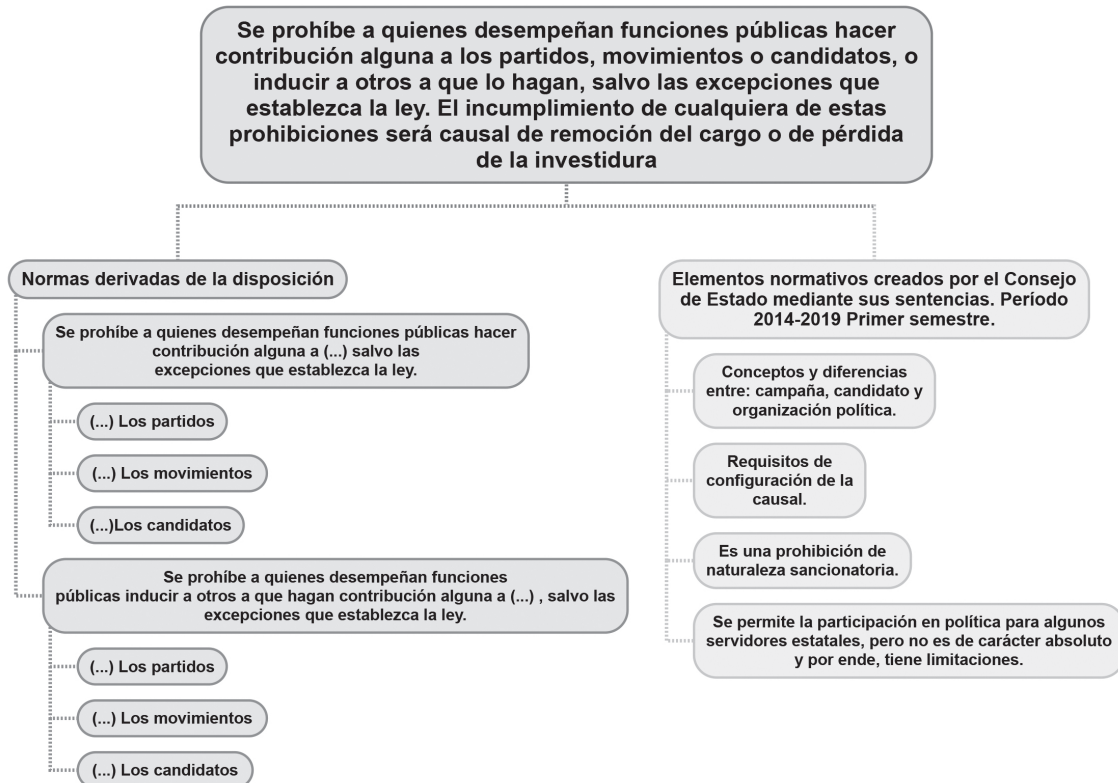 Se prohíbe a quienes desempeñan funciones públicas hacer
contribución alguna a los partidos, movimientos o candidatos, o
inducir a otros a que lo hagan, salvo las excepciones que
establezca la ley. El incumplimiento de cualquiera de estas
prohibiciones será causal de remoción del cargo o de pérdida
de la investidura
Normas derivadas de la disposición
Se prohíbe a quienes desempeñan funciones públicas hacer
contribución alguna a (...) salvo las
excepciones que establezca la ley.
(...) Los partidos
(...) Los movimientos
(...)Los candidatos
Se prohíbe a quienes desempeñan funciones
públicas inducir a otros a que hagan contribución alguna a (...) , salvo las
excepciones que establezca la ley.
(...) Los partidos
(...) Los movimientos
(...) Los candidatos
Elementos normativos creados por el Consejo
de Estado mediante sus sentencias. Período
2014-2019 Primer semestre.
Conceptos y diferencias
entre: campaña, candidato y
organización política.
Requisitos de
configuración de la
causal.
Es una prohibición de
naturaleza sancionatoria.
Se permite la participación en política para algunos
servidores estatales, pero no es de carácter absoluto
y por ende, tiene limitaciones.